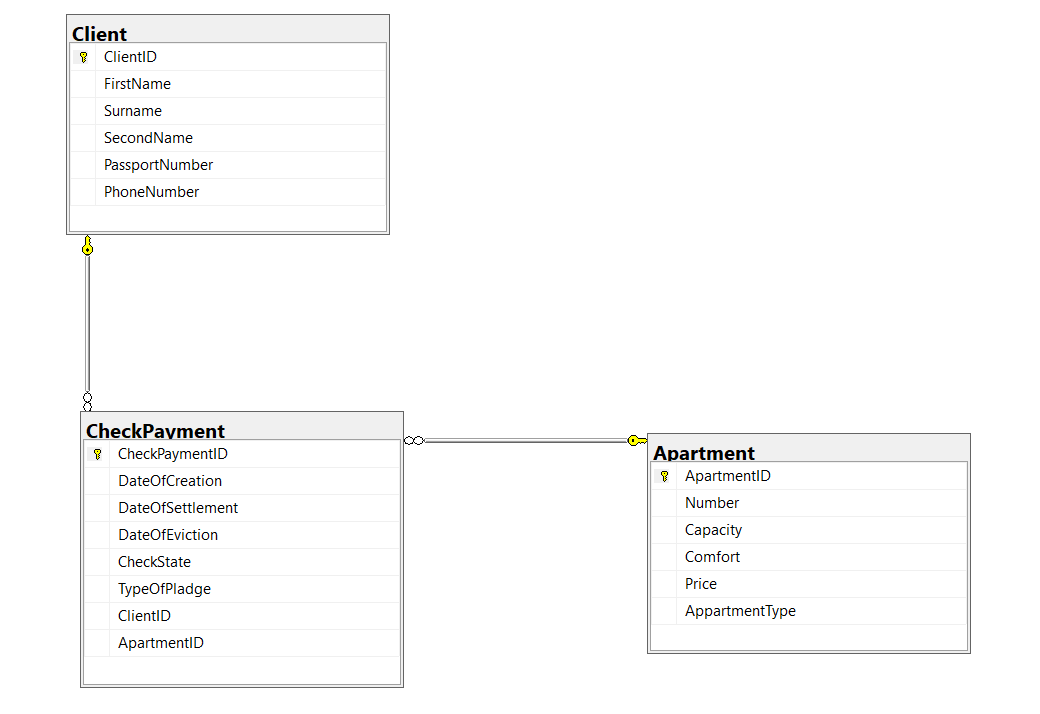 Client
ClientID
FirstName
Surname
SecondName
PassportNumber
PhoneNumber
CheckPayment
CheckPaymentID
DateOfCreation
DateOfSettlement
DateOfEviction
CheckState
TypeOfPladge
ClientID
ApartmentID
Apartment
ApartmentID
Number
Capacity
Comfort
Price
AppartmentType